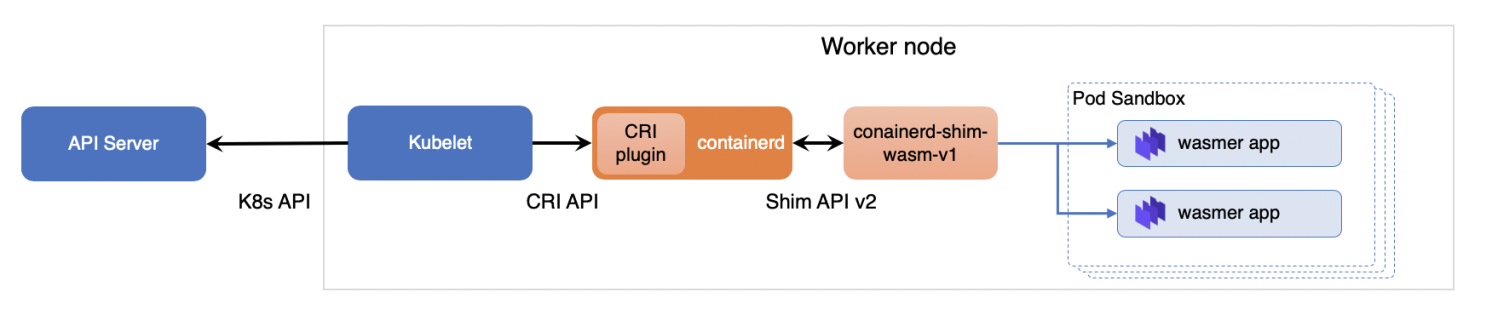 Worker node
Pod Sandbox
API Server
Kubelet
CRI
plugin
containerd
conainerd-shim-
wasm-v1
wasmer app
wasmer app
K8s API
CRI API
Shim API v2